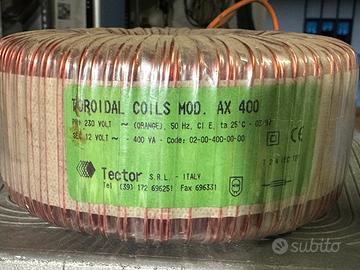 TOROIDAL COILS MOD. AX 400
PRI 230 VOLT ~ (ORANGE), 50 Hz, Cl E, ta 25°C -
SEC 12 VOLT ~ - 400 VA - Code: 02-00-400-00-00
Tector S.R.L. - ITALY
Tel (39) 172 696251 Fax 696331
CE
subito